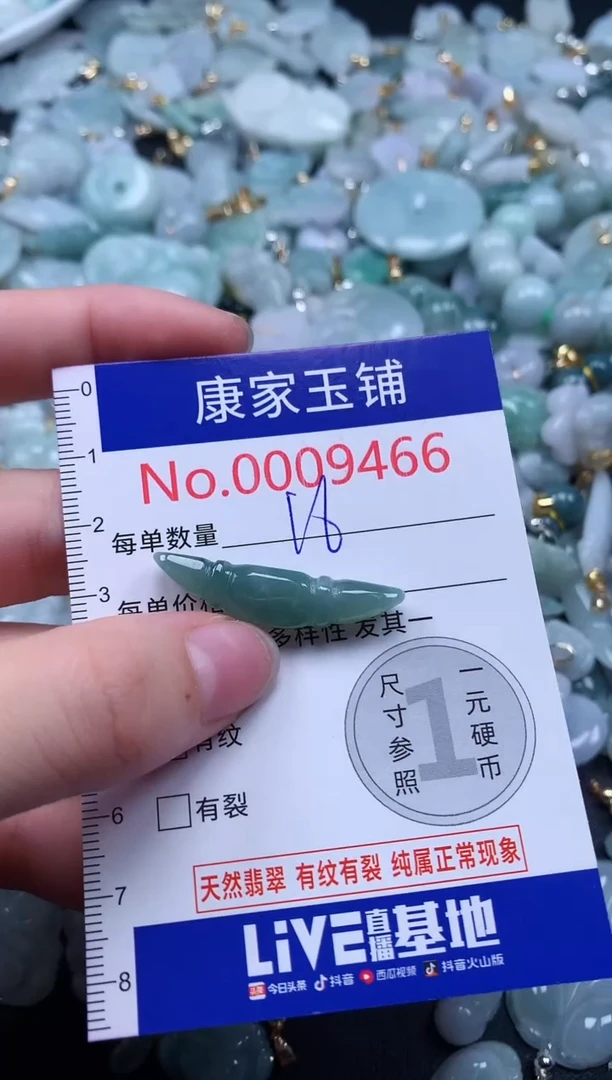 0
康家玉铺
1
No.0009466
2
每单数量 18
3
每单价
多样性 发其一
尺寸参照
1
一元硬币
有纹
6
有裂
天然翡翠 有纹有裂 纯属正常现象
7
LiVE直播基地
8
头条 今日头条 抖音 西瓜视频 抖音火山版